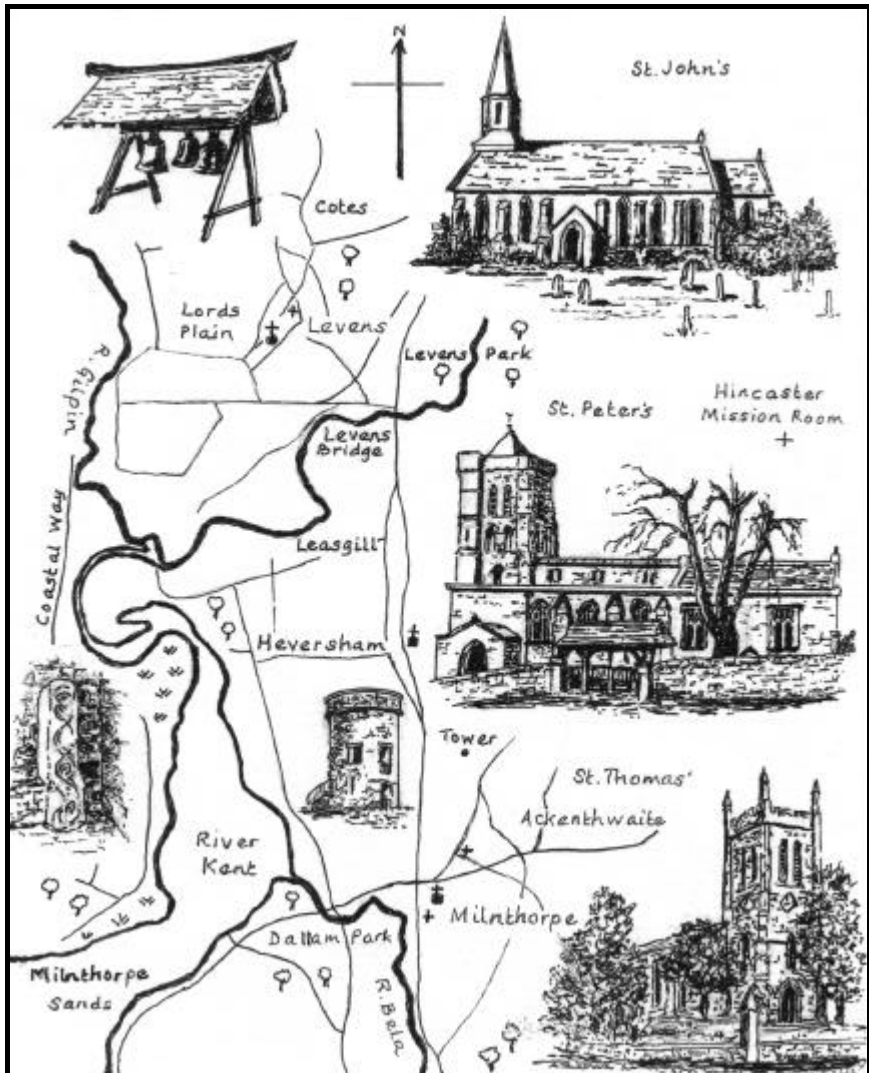 N
St. John's
Cotes
Lords
Plain
Levens
R. Gilpin
Levens Park
Hincaster
Mission Room
St. Peter's
Levens
Bridge
Coastal Way
Leasgill
Heversham
Tower
St. Thomas'
Ackenthwaite
River
Kent
Milnthorpe
Dallam Park
Milnthorpe
Sands
R. Bela